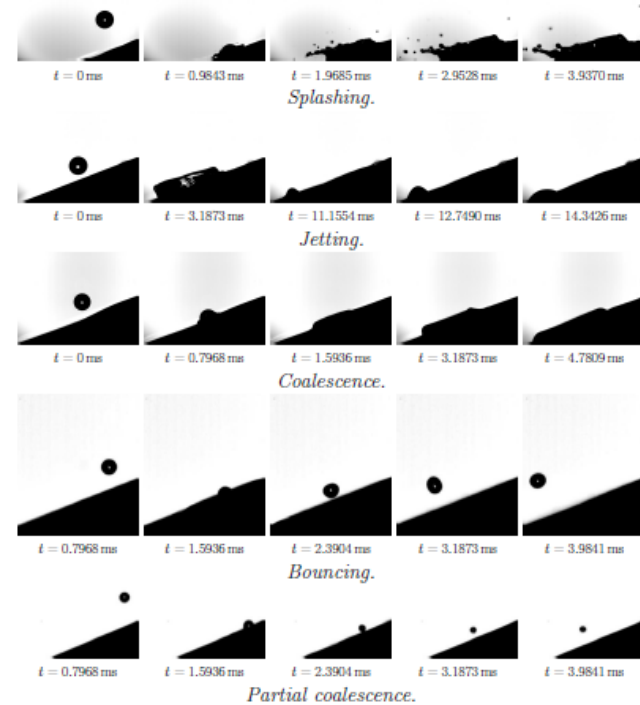 t = 0 ms t = 0.9843 ms t = 1.9685 ms t = 2.9528 ms t = 3.9370 ms
Splashing.
t = 0 ms t = 3.1873 ms t = 11.1554 ms t = 12.7490 ms t = 14.3426 ms
Jetting.
t = 0 ms t = 0.7968 ms t = 1.5936 ms t = 3.1873 ms t = 4.7809 ms
Coalescence.
t = 0.7968 ms t = 1.5936 ms t = 2.3904 ms t = 3.1873 ms t = 3.9841 ms
Bouncing.
t = 0.7968 ms t = 1.5936 ms t = 2.3904 ms t = 3.1873 ms t = 3.9841 ms
Partial coalescence.